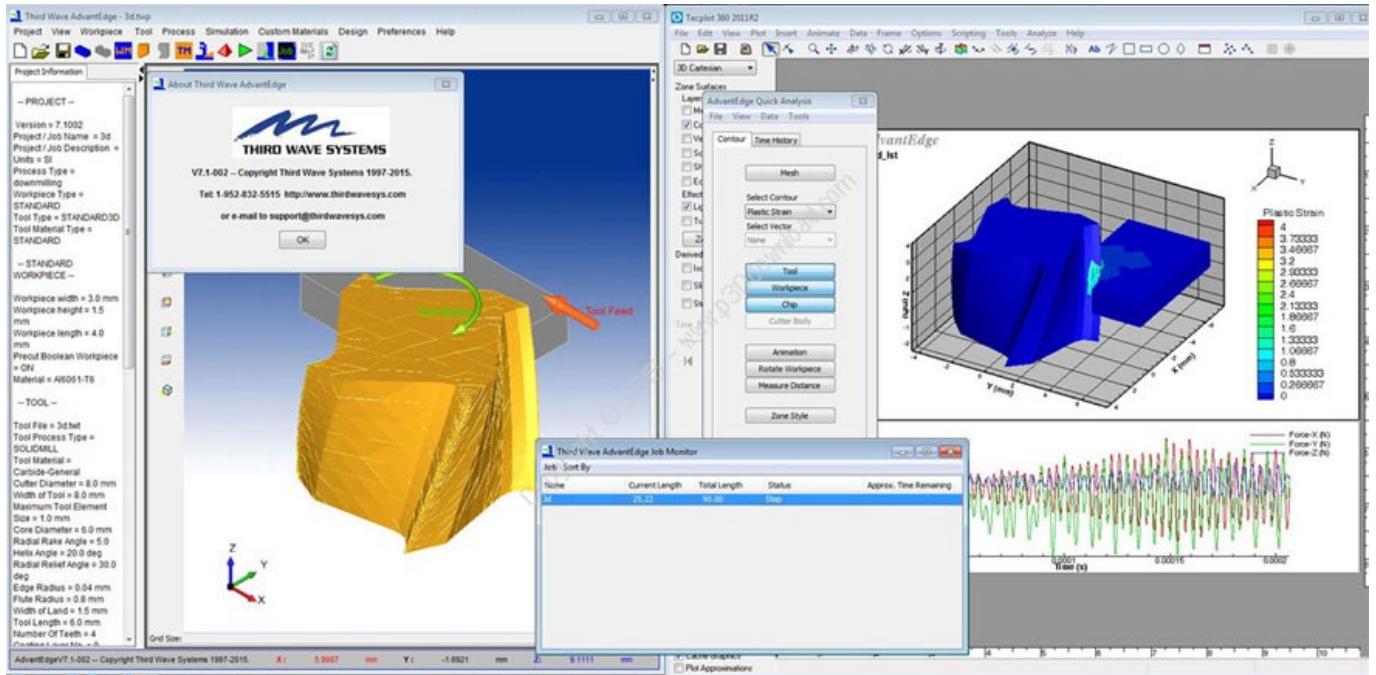 Third Wave AdvantEdge - 3d.twp
Project View Workpiece Tool Process Simulation Custom Materials Design Preferences Help
Project Information
-- PROJECT --
Version = 7.1002
Project / Job Name = 3d
Project / Job Description =
Units = SI
Process Type =
downmilling
Workpiece Type =
STANDARD
Tool Type = STANDARD3D
Tool Material Type =
STANDARD
-- STANDARD
WORKPIECE --
Workpiece width = 3.0 mm
Workpiece height = 1.5
mm
Workpiece length = 4.0
mm
Precut Boolean Workpiece
= ON
Material = Al6061-T6
-- TOOL --
Tool File = 3d.twt
Tool Process Type =
SOLIDMILL
Tool Material =
Carbide-General
Cutter Diameter = 8.0 mm
Width of Tool = 8.0 mm
Maximum Tool Element
Size = 1.0 mm
Core Diameter = 6.0 mm
Radial Rake Angle = 5.0
Helix Angle = 20.0 deg
Radial Relief Angle = 30.0
deg
Edge Radius = 0.04 mm
Flute Radius = 0.8 mm
Width of Land = 1.5 mm
Tool Length = 6.0 mm
Number Of Teeth = 4
Coating Layer No. = 0
About Third Wave AdvantEdge
THIRD WAVE SYSTEMS
V7.1-002 -- Copyright Third Wave Systems 1997-2015.
Tel: 1-952-832-5515 http://www.thirdwavesys.com
or e-mail to support@thirdwavesys.com
OK
Tool Feed
Z
Y
X
Grid Size:
AdvantEdgeV7.1-002 -- Copyright Third Wave Systems 1997-2015. X : 5.9087 mm Y : -1.6921 mm Z: 9.1111 mm
Tecplot 360 2011R2
File Edit View Plot Insert Animate Data Frame Options Scripting Tools Analyze Help
3D Cartesian
Zone Surfaces
AdvantEdge Quick Analysis
File View Data Tools
Contour Time History
Mesh
Select Contour
Plastic Strain
Select Vector
None
Tool
Workpiece
Chip
Cutter Body
Animation
Rotate Workpiece
Measure Distance
Zone Style
Z
X
Y
Plastic Strain
4
3.73333
3.46667
3.2
2.93333
2.66667
2.4
2.13333
1.86667
1.6
1.33333
1.06667
0.8
0.533333
0.266667
0
Z (mm)
Y (mm)
X (mm)
Force-X (N)
Force-Y (N)
Force-Z (N)
0.0001 0.00015 0.0002
Time (s)
Third Wave AdvantEdge Job Monitor
Job Sort By
Name Current Length Total Length Status Approx. Time Remaining
3d 25.22 90.00 Stop
Cache Graphics
Plot Approximations